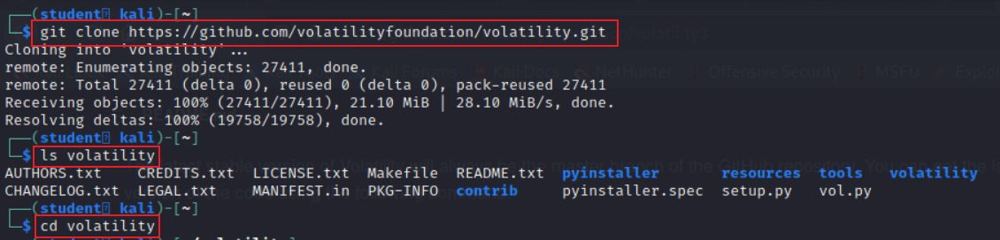 (student㉿ kali)-[~]
$ git clone https://github.com/volatilityfoundation/volatility.git
Cloning into 'volatility'...
remote: Enumerating objects: 27411, done.
remote: Total 27411 (delta 0), reused 0 (delta 0), pack-reused 27411
Receiving objects: 100% (27411/27411), 21.10 MiB | 28.10 MiB/s, done.
Resolving deltas: 100% (19758/19758), done.
(student㉿ kali)-[~]
$ ls volatility
AUTHORS.txt CREDITS.txt LICENSE.txt Makefile README.txt pyinstaller resources tools volatility
CHANGELOG.txt LEGAL.txt MANIFEST.in PKG-INFO contrib pyinstaller.spec setup.py vol.py
(student㉿ kali)-[~]
$ cd volatility